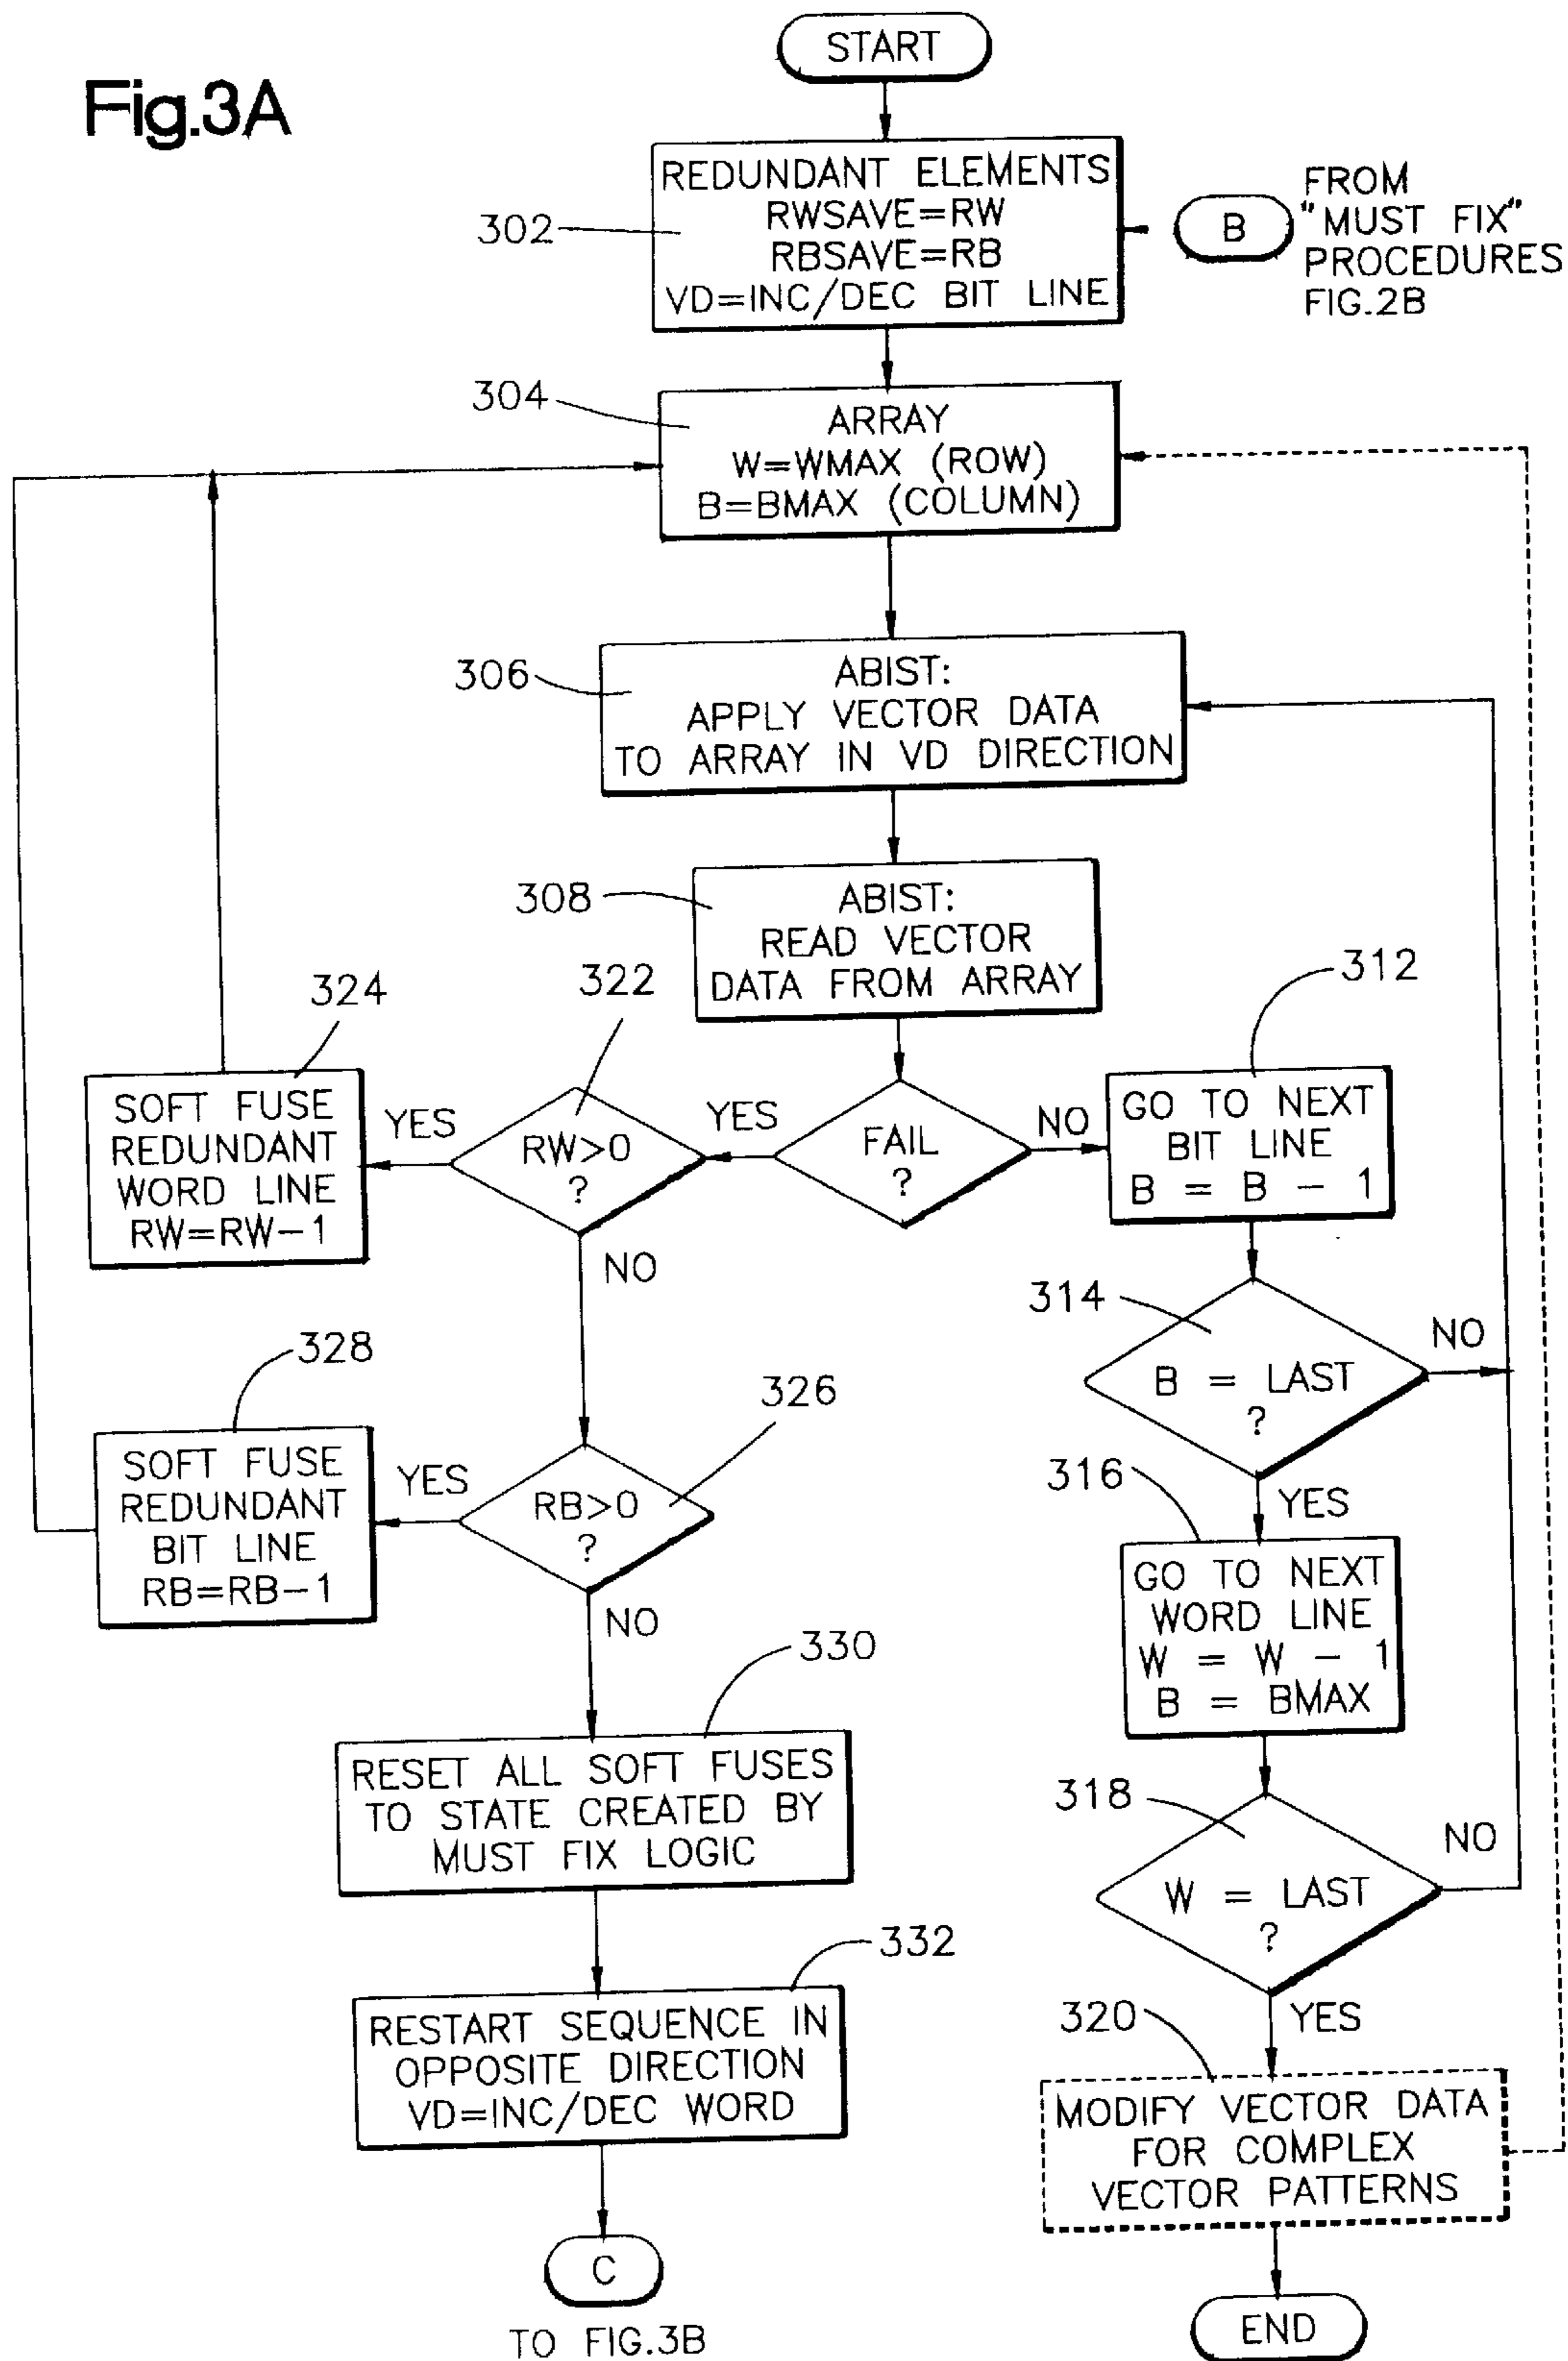 Fig.3A
START
302
REDUNDANT ELEMENTS
RWSAVE=RW
RBSAVE=RB
VD=INC/DEC BIT LINE
B
FROM
"MUST FIX"
PROCEDURES
FIG.2B
304
ARRAY
W=WMAX (ROW)
B=BMAX (COLUMN)
306
ABIST:
APPLY VECTOR DATA
TO ARRAY IN VD DIRECTION
308
ABIST:
READ VECTOR
DATA FROM ARRAY
324
SOFT FUSE
REDUNDANT
WORD LINE
RW=RW-1
YES
322
RW>0
?
YES
NO
FAIL
?
NO
312
GO TO NEXT
BIT LINE
B = B - 1
314
B = LAST
?
NO
YES
328
SOFT FUSE
REDUNDANT
BIT LINE
RB=RB-1
YES
326
RB>0
?
NO
316
GO TO NEXT
WORD LINE
W = W - 1
B = BMAX
330
RESET ALL SOFT FUSES
TO STATE CREATED BY
MUST FIX LOGIC
318
W = LAST
?
NO
YES
332
RESTART SEQUENCE IN
OPPOSITE DIRECTION
VD=INC/DEC WORD
320
MODIFY VECTOR DATA
FOR COMPLEX
VECTOR PATTERNS
C
TO FIG.3B
END